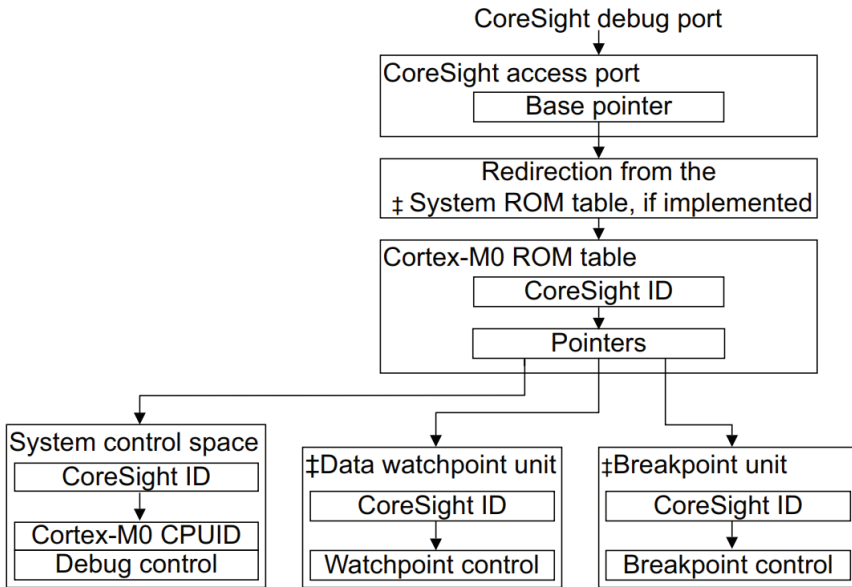 CoreSight debug port
CoreSight access port
Base pointer
Redirection from the
‡ System ROM table, if implemented
Cortex-M0 ROM table
CoreSight ID
Pointers
System control space
CoreSight ID
Cortex-M0 CPUID
Debug control
‡Data watchpoint unit
CoreSight ID
Watchpoint control
‡Breakpoint unit
CoreSight ID
Breakpoint control